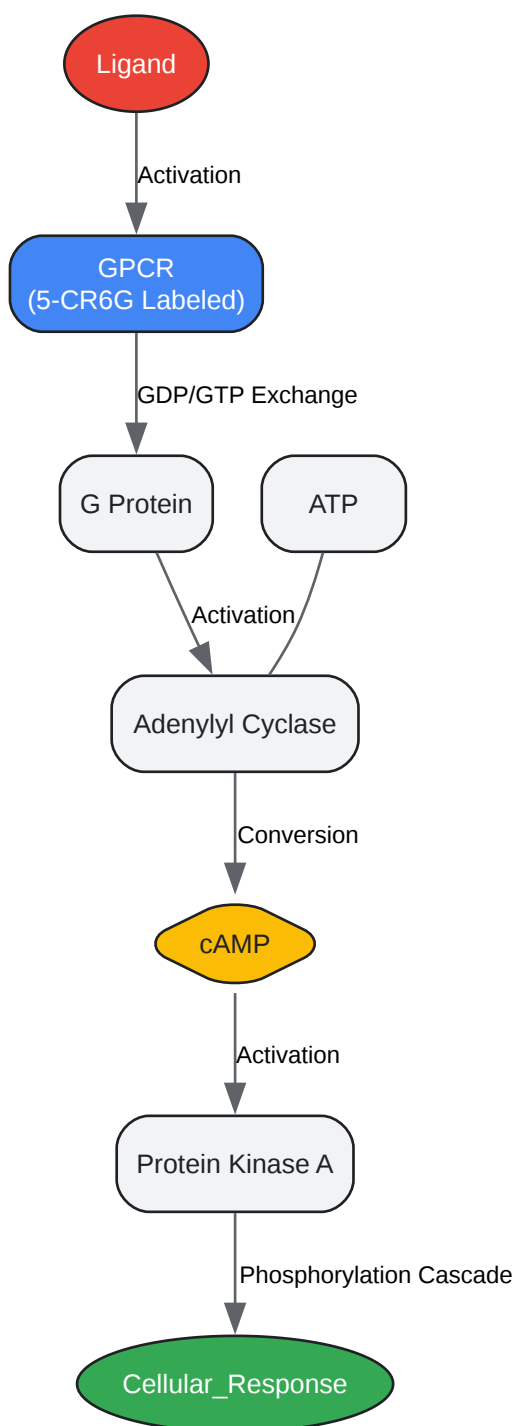 Ligand
Activation
GPCR
(5-CR6G Labeled)
GDP/GTP Exchange
G Protein
ATP
Activation
Adenylyl Cyclase
Conversion
cAMP
Activation
Protein Kinase A
Phosphorylation Cascade
Cellular_Response